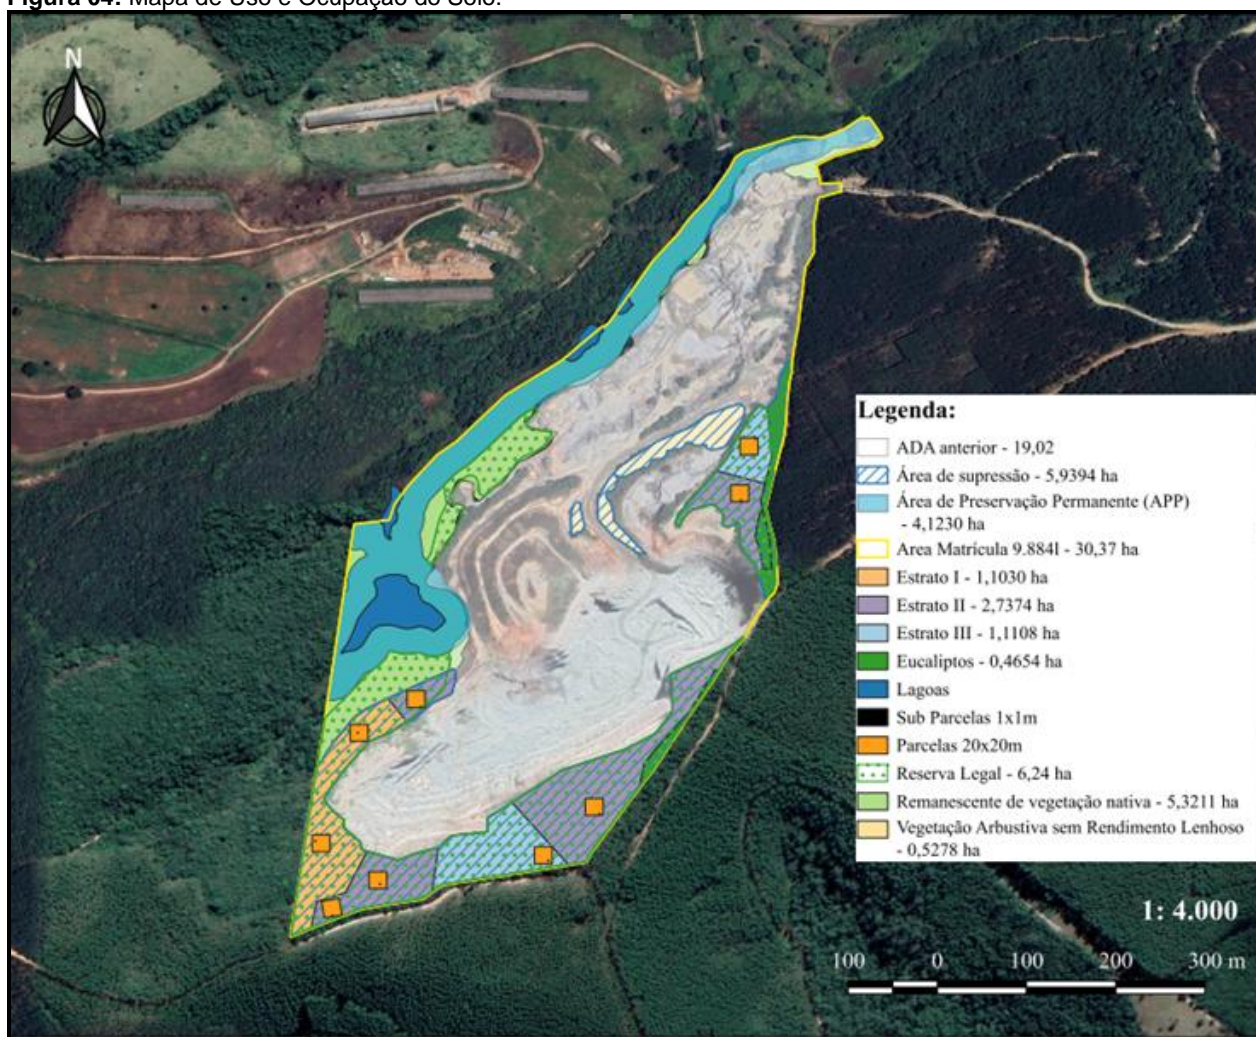 Figura 04: Mapa de Uso e Ocupação do Solo.
N
Legenda:
ADA anterior - 19,02
Área de supressão - 5,9394 ha
Área de Preservação Permanente (APP)
- 4,1230 ha
Area Matrícula 9.884l - 30,37 ha
Estrato I - 1,1030 ha
Estrato II - 2,7374 ha
Estrato III - 1,1108 ha
Eucaliptos - 0,4654 ha
Lagoas
Sub Parcelas 1x1m
Parcelas 20x20m
Reserva Legal - 6,24 ha
Remanescente de vegetação nativa - 5,3211 ha
Vegetação Arbustiva sem Rendimento Lenhoso
- 0,5278 ha
1: 4.000
100 0 100 200 300 m